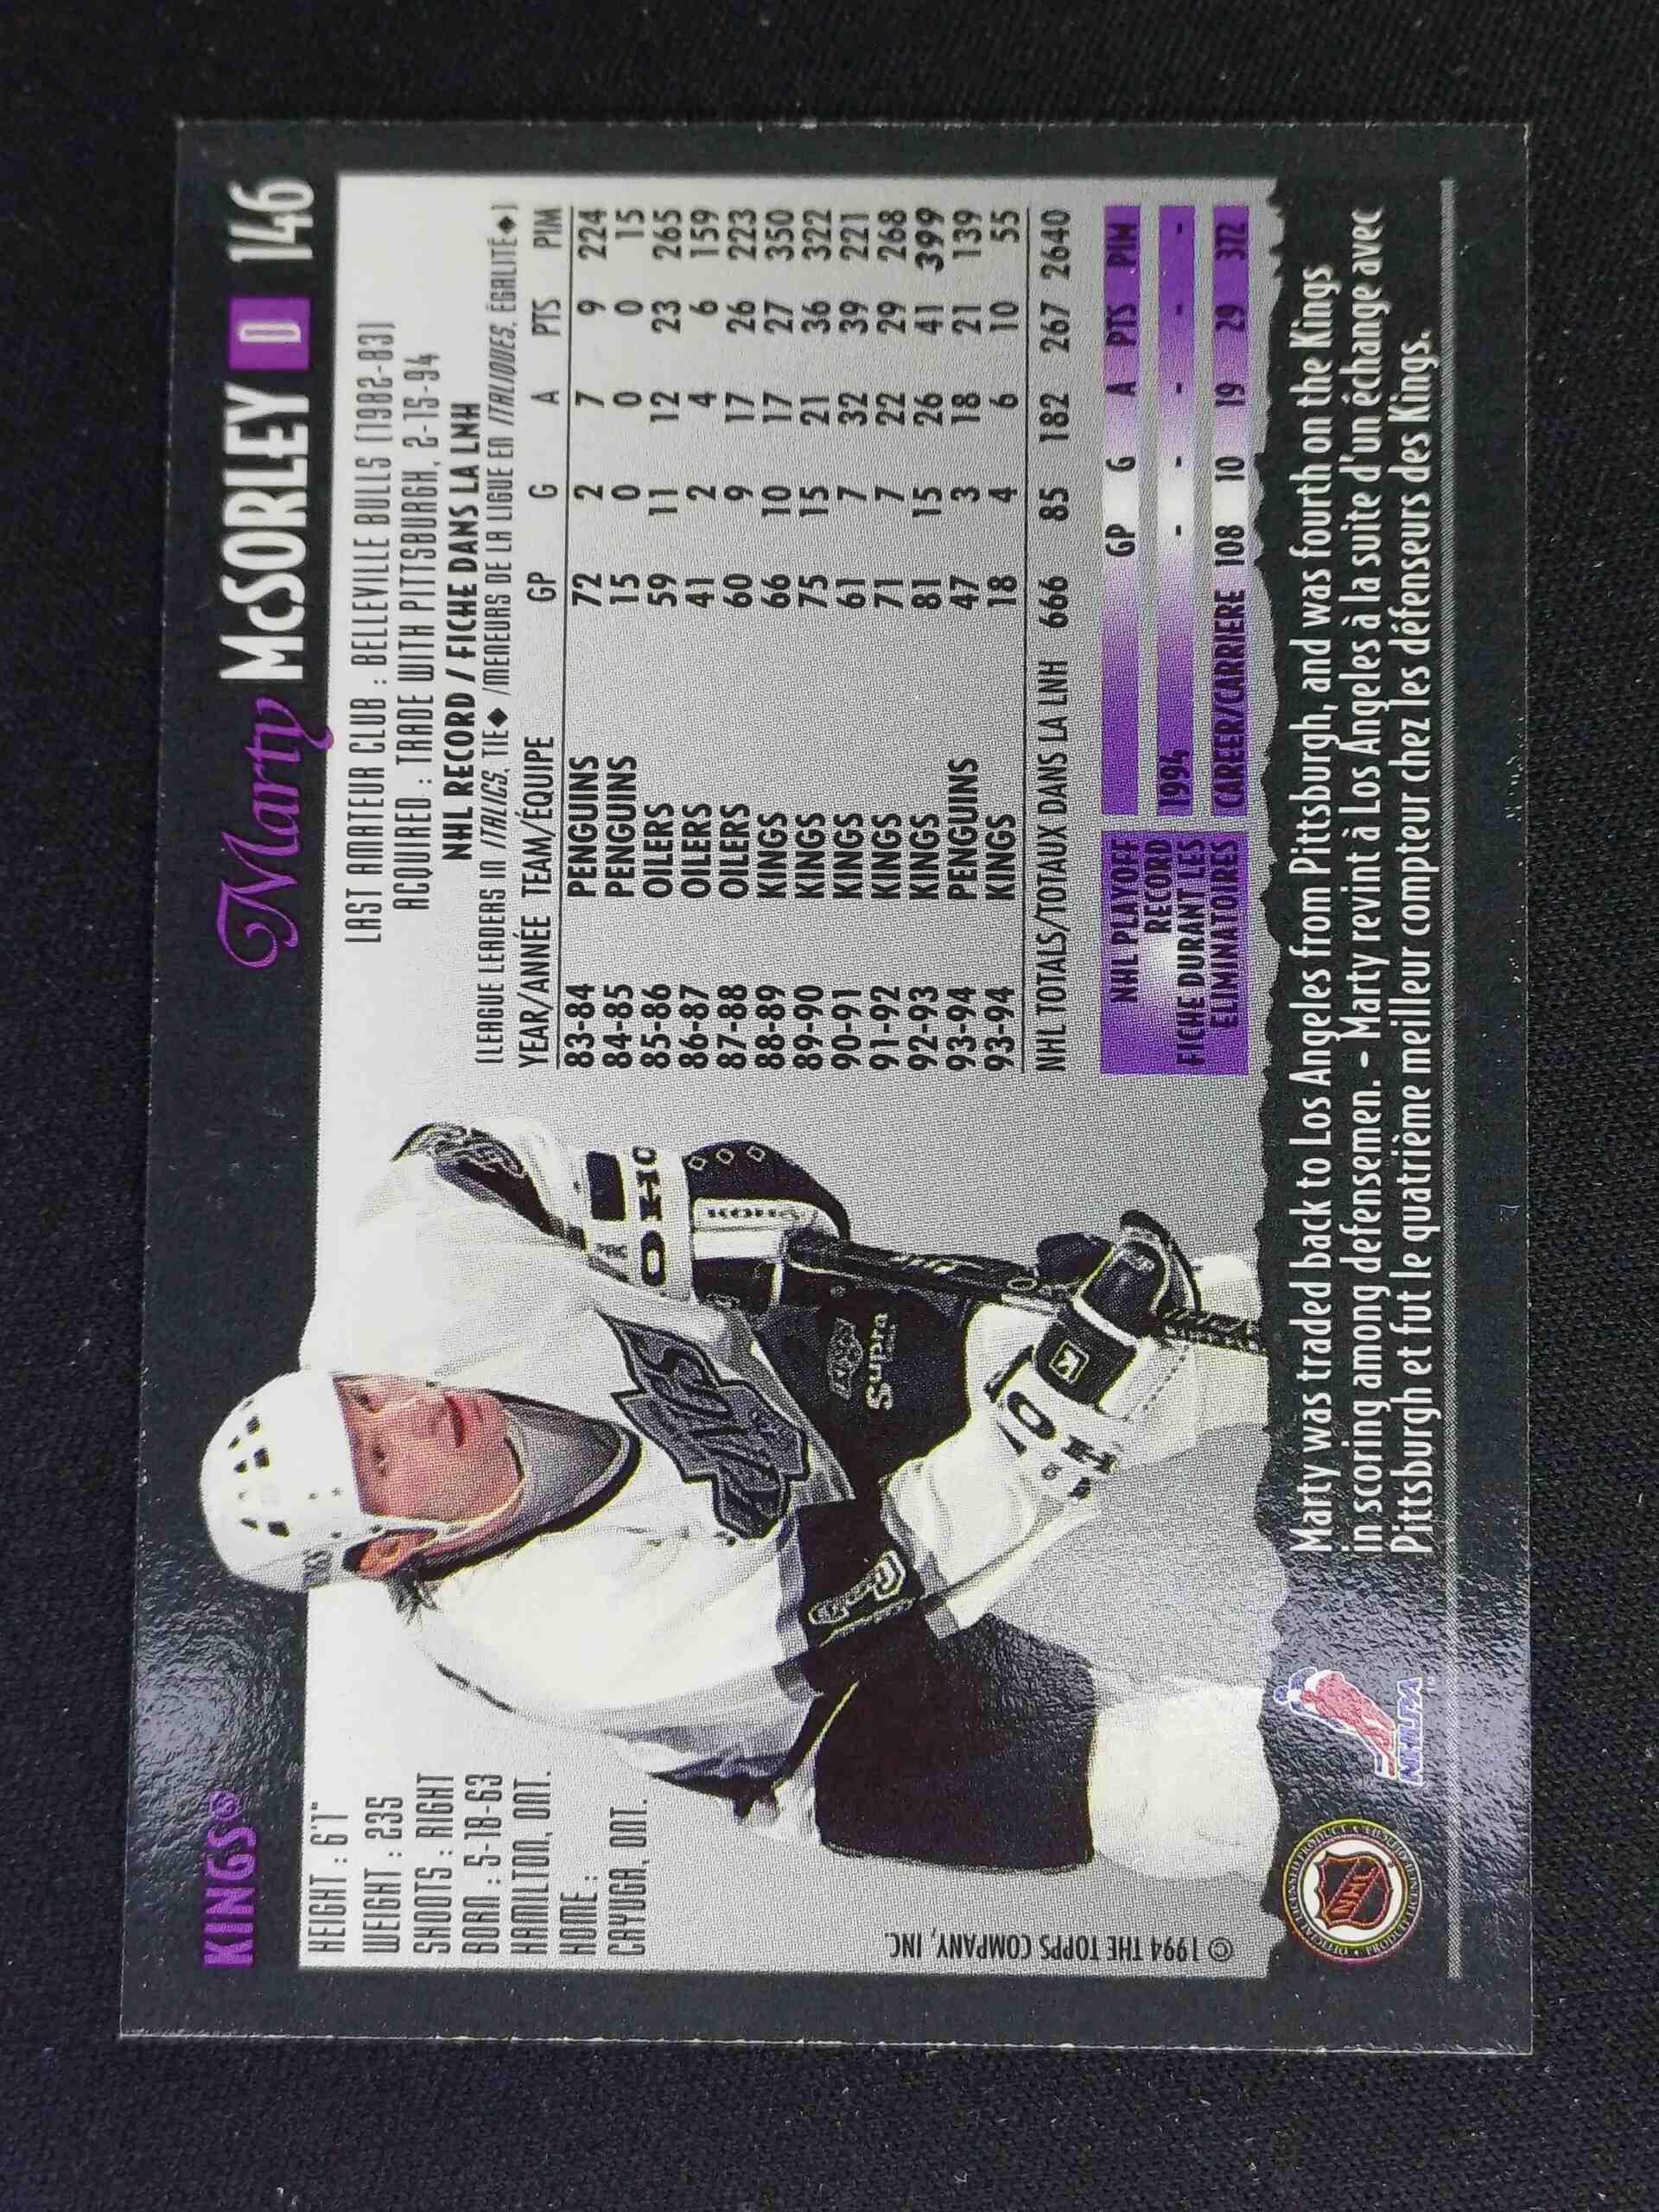 KINGS®
Marty McSORLEY D 146
HEIGHT : 6'1"
WEIGHT : 235
SHOOTS : RIGHT
BORN : 5-18-63
HAMILTON, ONT.
HOME :
CAYUGA, ONT.
© 1994 THE TOPPS COMPANY, INC.
LAST AMATEUR CLUB : BELLEVILLE BULLS (1982-83)
ACQUIRED : TRADE WITH PITTSBURGH, 2-15-94
NHL RECORD / FICHE DANS LA LNH
(LEAGUE LEADERS IN ITALICS, TIE◆ /MENEURS DE LA LIGUE EN ITALIQUES, ÉGALITÉ◆)
YEAR/ANNÉE TEAM/ÉQUIPE GP G A PTS PIM
83-84 PENGUINS 72 2 7 9 224
84-85 PENGUINS 15 0 0 0 15
85-86 OILERS 59 11 12 23 265
86-87 OILERS 41 2 4 6 159
87-88 OILERS 60 9 17 26 2223
88-89 KINGS 66 10 17 27 350
89-90 KINGS 75 15 21 36 322
90-91 KINGS 61 7 32 39 221
91-92 KINGS 71 7 22 29 268
92-93 KINGS 81 15 26 41 399
93-94 PENGUINS 47 3 18 21 139
93-94 KINGS 18 4 6 10 55
NHL TOTALS/TOTAUX DANS LA LNH 666 85 182 267 2640
NHL PLAYOFF
RECORD
FICHE DURANT LES
ÉLIMINATOIRES
GP G A PTS PIM
1994 - - - - -
CAREER/CARRIERE 108 10 19 29 372
KINGS
KOHO
Supra
KOHO
Marty was traded back to Los Angeles from Pittsburgh, and was fourth on the Kings
in scoring among defensemen. - Marty revint à Los Angeles à la suite d'un échange avec
Pittsburgh et fut le quatrième meilleur compteur chez les défenseurs des Kings.
NHL
NHLPA